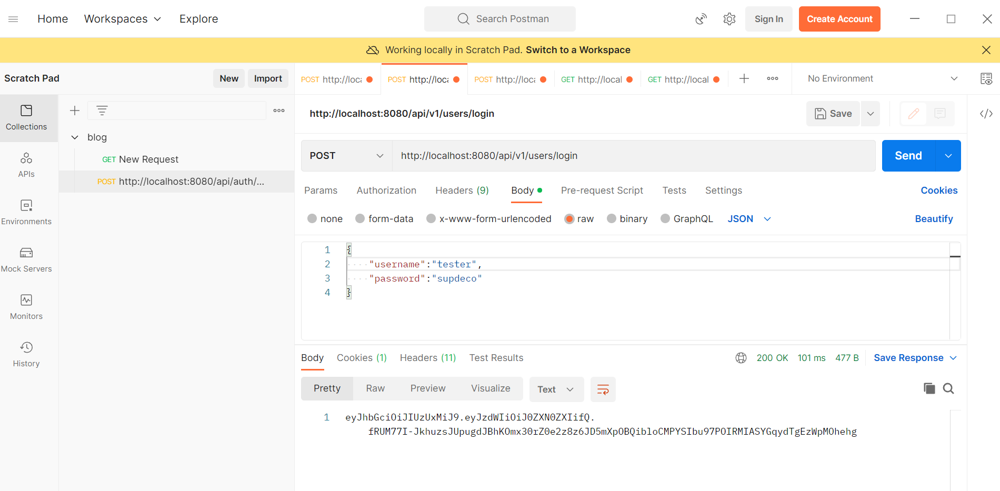 Home Workspaces Explore Search Postman Sign In Create Account
Working locally in Scratch Pad. Switch to a Workspace
Scratch Pad New Import
POST http://loc POST http://loc POST http://loc GET http://local GET http://local No Environment
Collections
APIs
Environments
Mock Servers
Monitors
History
blog
GET New Request
POST http://localhost:8080/api/auth/...
http://localhost:8080/api/v1/users/login Save
POST http://localhost:8080/api/v1/users/login Send
Params Authorization Headers (9) Body Pre-request Script Tests Settings Cookies
none form-data x-www-form-urlencoded raw binary GraphQL JSON Beautify
1 {
2 "username":"tester",
3 "password":"supdeco"
4 }
Body Cookies (1) Headers (11) Test Results 200 OK 101 ms 477 B Save Response
Pretty Raw Preview Visualize Text
1 eyJhbGciOiJIUzUxMiJ9.eyJzdWIiOiJ0ZXN0ZXIifQ.
fRUM77I-JkhuzsJUpugdJBhKOmx30rZ0e2z8z6JD5mXpOBQibloCMPYSIbu97POIRMIASYGqydTgEzWpMOhehg